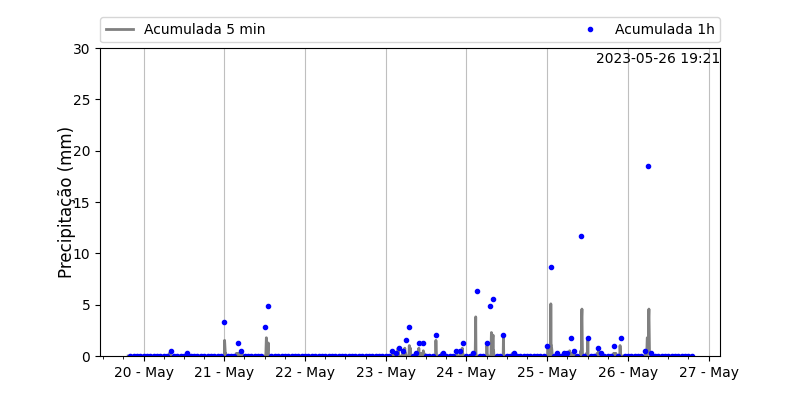 Acumulada 5 min
Acumulada 1h
2023-05-26 19:21
Precipitação (mm)
30
25
20
15
10
5
0
20 - May
21 - May
22 - May
23 - May
24 - May
25 - May
26 - May
27 - May